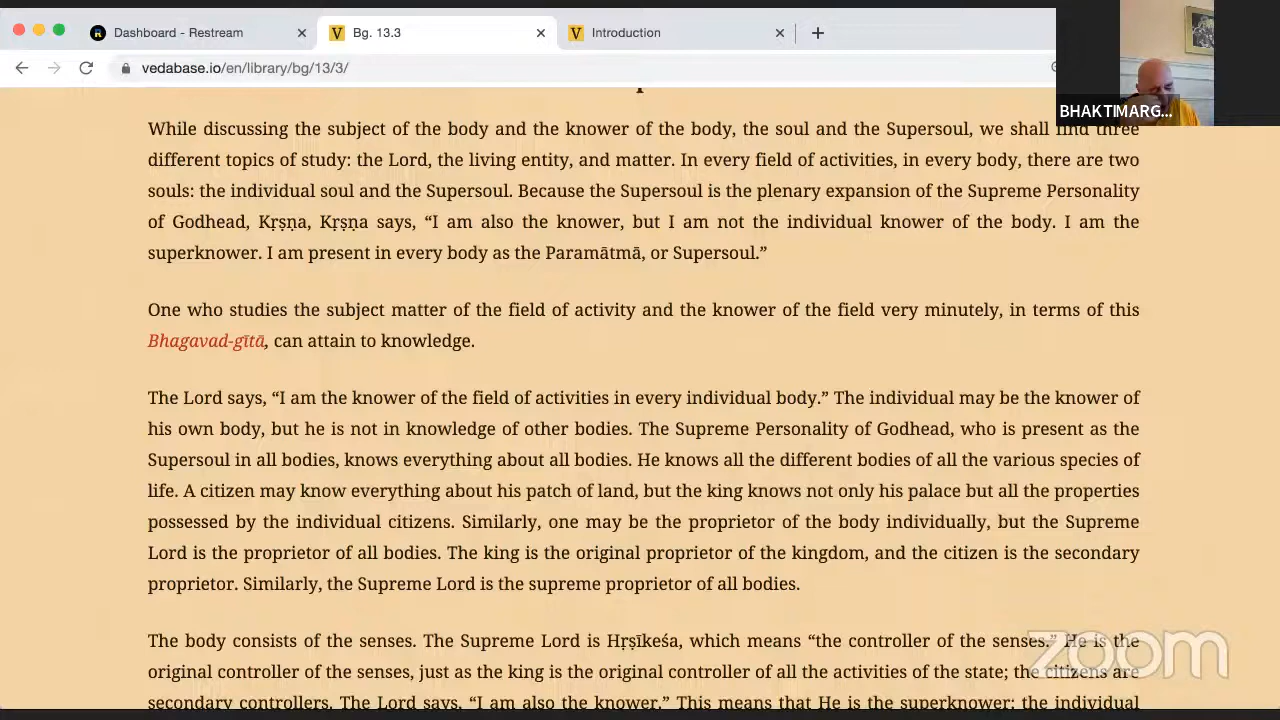 Dashboard - Restream
Bg. 13.3
Introduction
vedabase.io/en/library/bg/13/3/
BHAKTIMARG...
While discussing the subject of the body and the knower of the body, the soul and the Supersoul, we shall find three
different topics of study: the Lord, the living entity, and matter. In every field of activities, in every body, there are two
souls: the individual soul and the Supersoul. Because the Supersoul is the plenary expansion of the Supreme Personality
of Godhead, Kṛṣṇa, Kṛṣṇa says, “I am also the knower, but I am not the individual knower of the body. I am the
superknower. I am present in every body as the Paramātmā, or Supersoul.”
One who studies the subject matter of the field of activity and the knower of the field very minutely, in terms of this
Bhagavad-gītā, can attain to knowledge.
The Lord says, “I am the knower of the field of activities in every individual body.” The individual may be the knower of
his own body, but he is not in knowledge of other bodies. The Supreme Personality of Godhead, who is present as the
Supersoul in all bodies, knows everything about all bodies. He knows all the different bodies of all the various species of
life. A citizen may know everything about his patch of land, but the king knows not only his palace but all the properties
possessed by the individual citizens. Similarly, one may be the proprietor of the body individually, but the Supreme
Lord is the proprietor of all bodies. The king is the original proprietor of the kingdom, and the citizen is the secondary
proprietor. Similarly, the Supreme Lord is the supreme proprietor of all bodies.
The body consists of the senses. The Supreme Lord is Hṛṣīkeśa, which means “the controller of the senses.” He is the
original controller of the senses, just as the king is the original controller of all the activities of the state; the citizens are
secondary controllers. The Lord says, “I am also the knower.” This means that He is the superknower; the individual
zoom